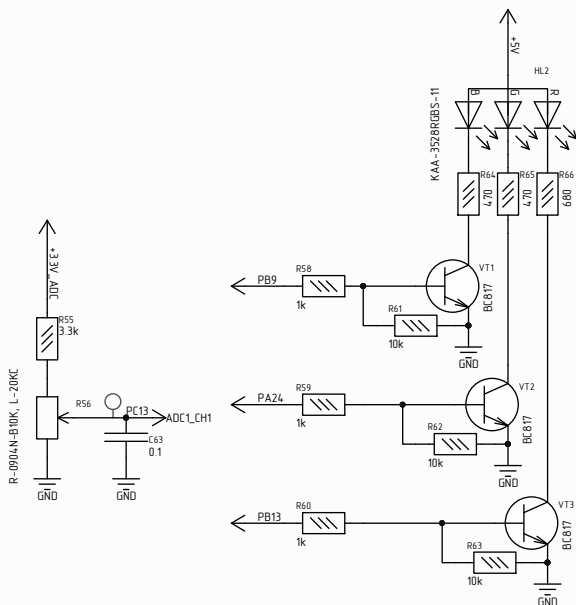 +5V
HL2
B
G
R
KAA-3528RGBS-11
R64
470
R65
470
R66
680
+3.3V_ADC
R55
3.3k
R-0904N-B10K, L-20KC
R56
PC13
ADC1_CH1
C63
0.1
GND
GND
PB9
R58
1k
R61
10k
VT1
BC817
GND
PA24
R59
1k
R62
10k
VT2
BC817
GND
PB13
R60
1k
R63
10k
VT3
BC817
GND